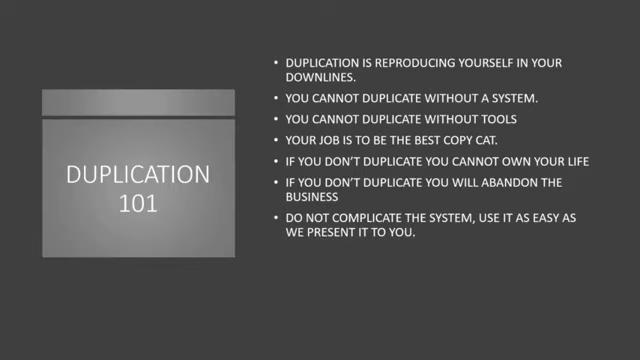 DUPLICATION
101
• DUPLICATION IS REPRODUCING YOURSELF IN YOUR
DOWNLINES.
• YOU CANNOT DUPLICATE WITHOUT A SYSTEM.
• YOU CANNOT DUPLICATE WITHOUT TOOLS
• YOUR JOB IS TO BE THE BEST COPY CAT.
• IF YOU DON’T DUPLICATE YOU CANNOT OWN YOUR LIFE
• IF YOU DON’T DUPLICATE YOU WILL ABANDON THE
BUSINESS
• DO NOT COMPLICATE THE SYSTEM, USE IT AS EASY AS
WE PRESENT IT TO YOU.